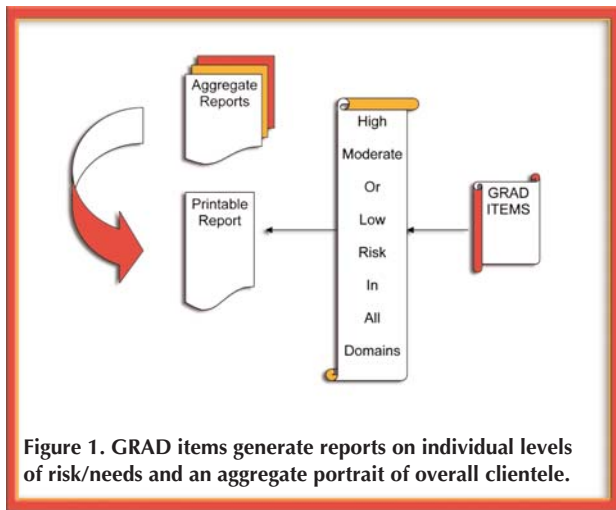 Aggregate
Reports
Printable
Report
High
Moderate
Or
Low
Risk
In
All
Domains
GRAD
ITEMS
Figure 1. GRAD items generate reports on individual levels
of risk/needs and an aggregate portrait of overall clientele.